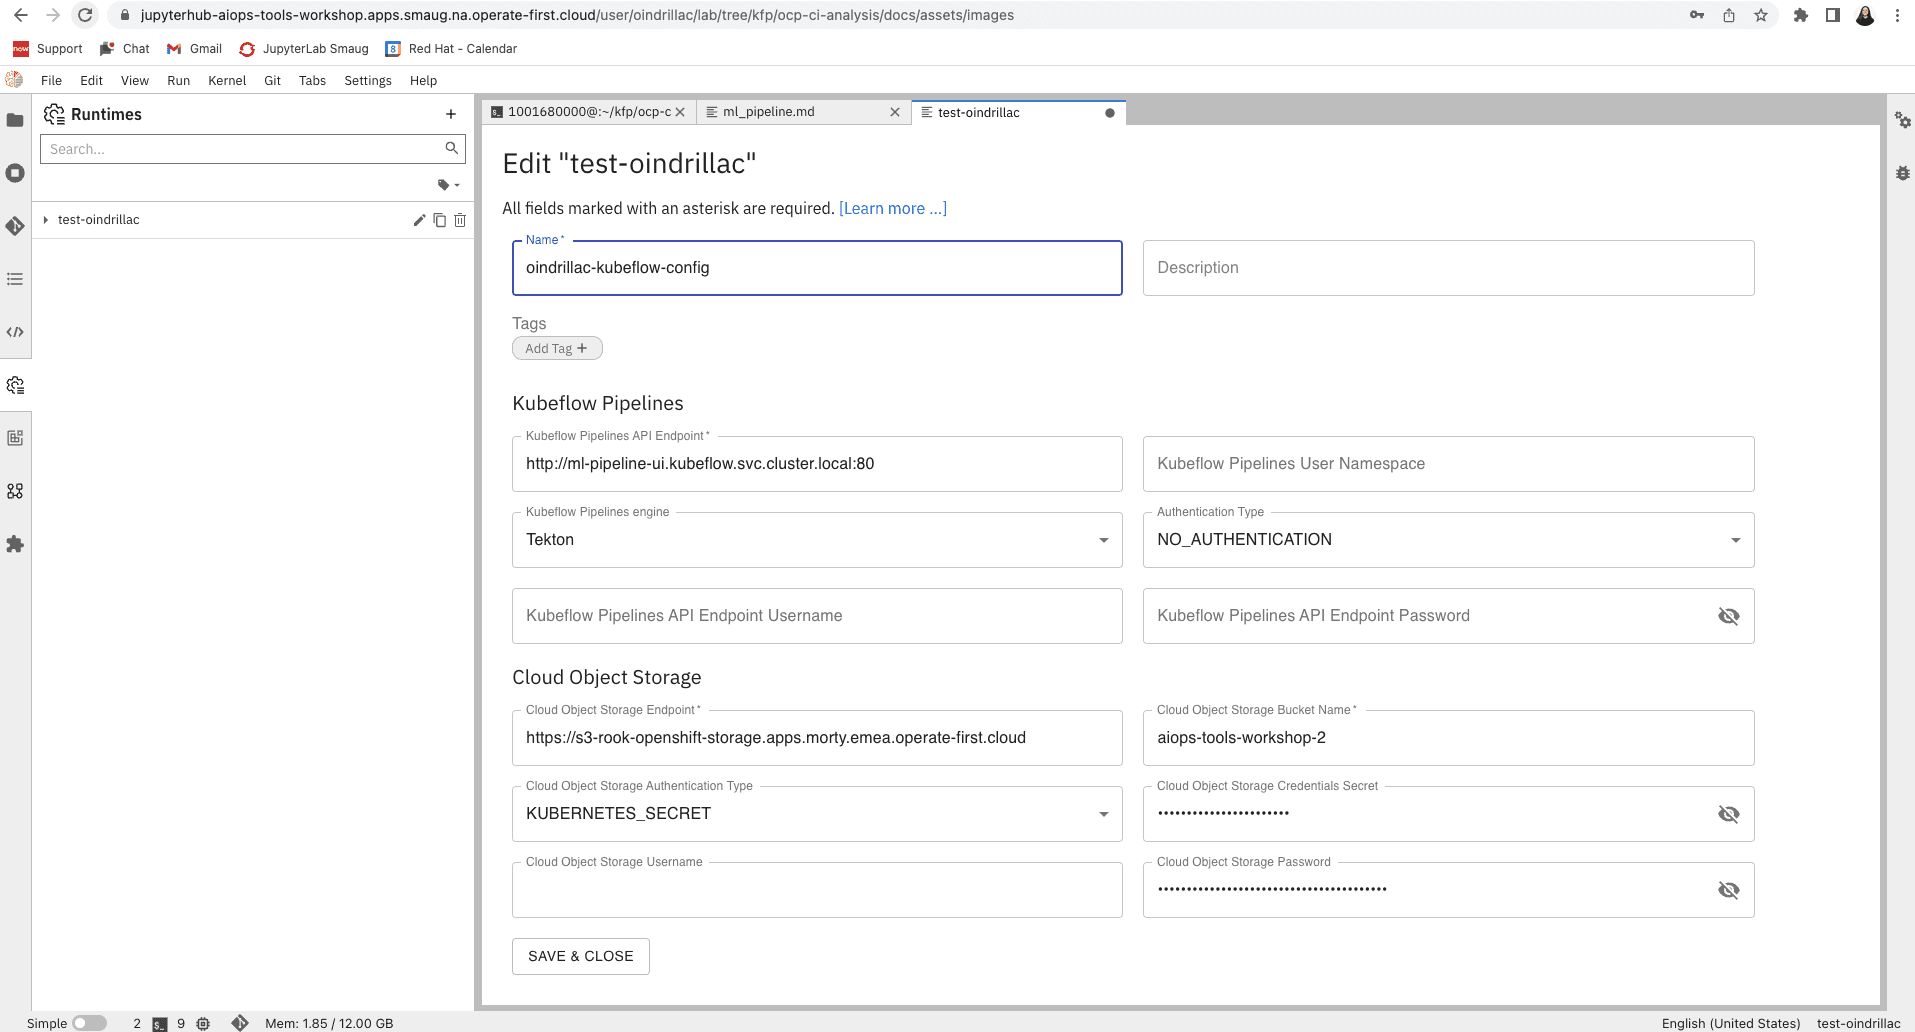 jupyterhub-aiops-tools-workshop.apps.smaug.na.operate-first.cloud/user/oindrillac/lab/tree/kfp/ocp-ci-analysis/docs/assets/images
now Support Chat Gmail JupyterLab Smaug 8 Red Hat - Calendar
File Edit View Run Kernel Git Tabs Settings Help
Runtimes +
Search...
test-oindrillac
1001680000@:~/kfp/ocp-c ml_pipeline.md test-oindrillac
Edit "test-oindrillac"
All fields marked with an asterisk are required. [Learn more ...]
Name *
oindrillac-kubeflow-config
Description
Tags
Add Tag +
Kubeflow Pipelines
Kubeflow Pipelines API Endpoint *
http://ml-pipeline-ui.kubeflow.svc.cluster.local:80
Kubeflow Pipelines User Namespace
Kubeflow Pipelines engine
Tekton
Authentication Type
NO_AUTHENTICATION
Kubeflow Pipelines API Endpoint Username
Kubeflow Pipelines API Endpoint Password
Cloud Object Storage
Cloud Object Storage Endpoint *
https://s3-rook-openshift-storage.apps.morty.emea.operate-first.cloud
Cloud Object Storage Bucket Name *
aiops-tools-workshop-2
Cloud Object Storage Authentication Type
KUBERNETES_SECRET
Cloud Object Storage Credentials Secret
•••••••••••••••••••••••
Cloud Object Storage Username
Cloud Object Storage Password
••••••••••••••••••••••••••••••••••••••••
SAVE & CLOSE
Simple 2 $_ 9 Mem: 1.85 / 12.00 GB English (United States) test-oindrillac